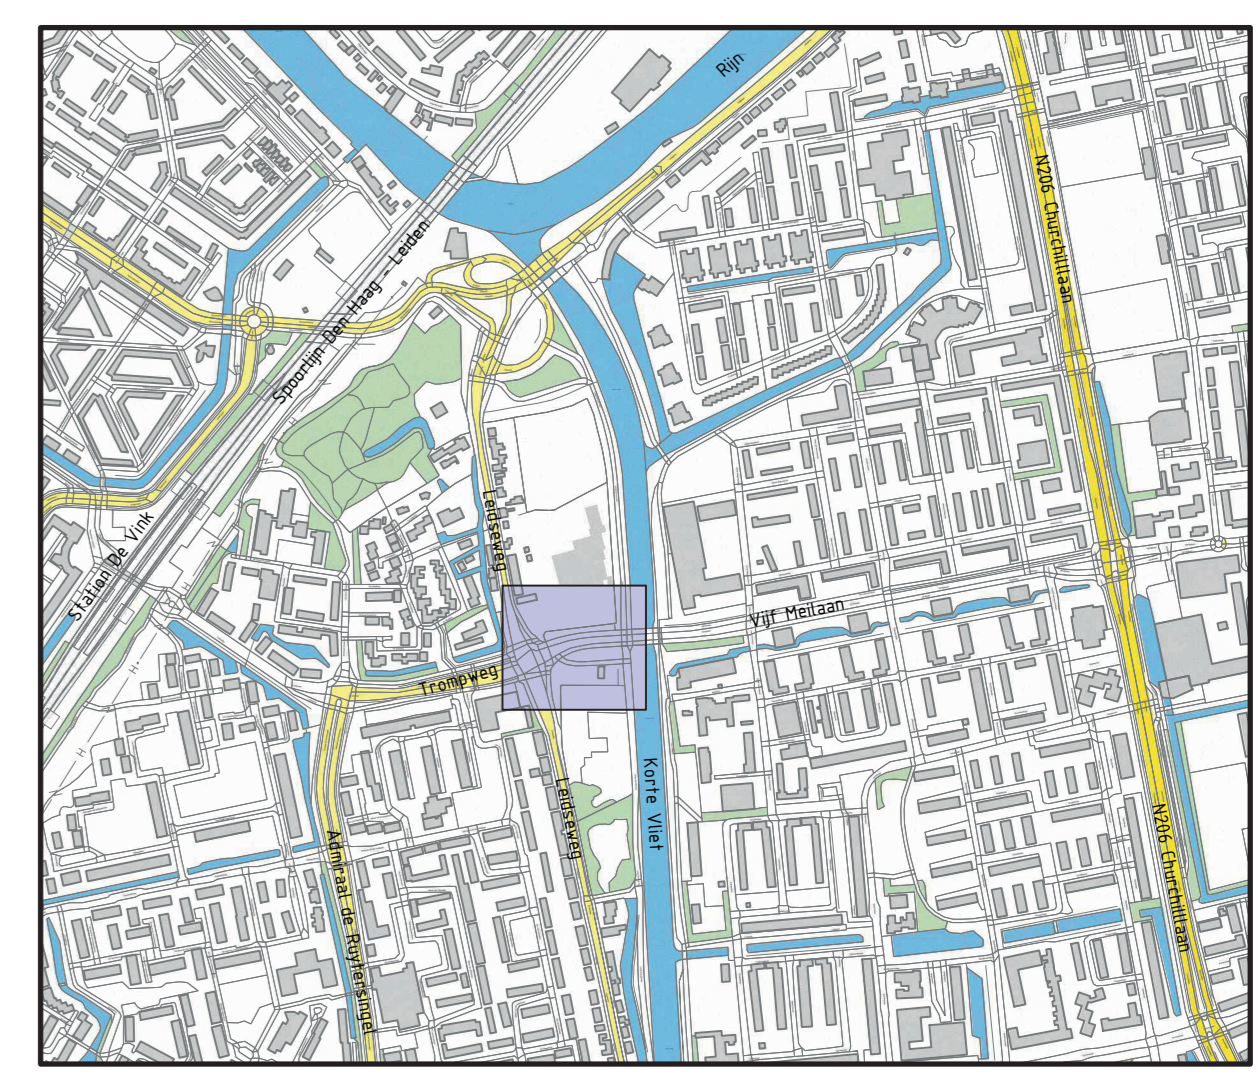 Rijn
N206 Churchilllaan
Spoorlijn Den Haag - Leiden
Leidseweg
Station De Vink
Vijf Meilaan
Trompweg
Korte Vliet
Leidseweg
N206 Churchilllaan
Admiraal de Ruytersingel